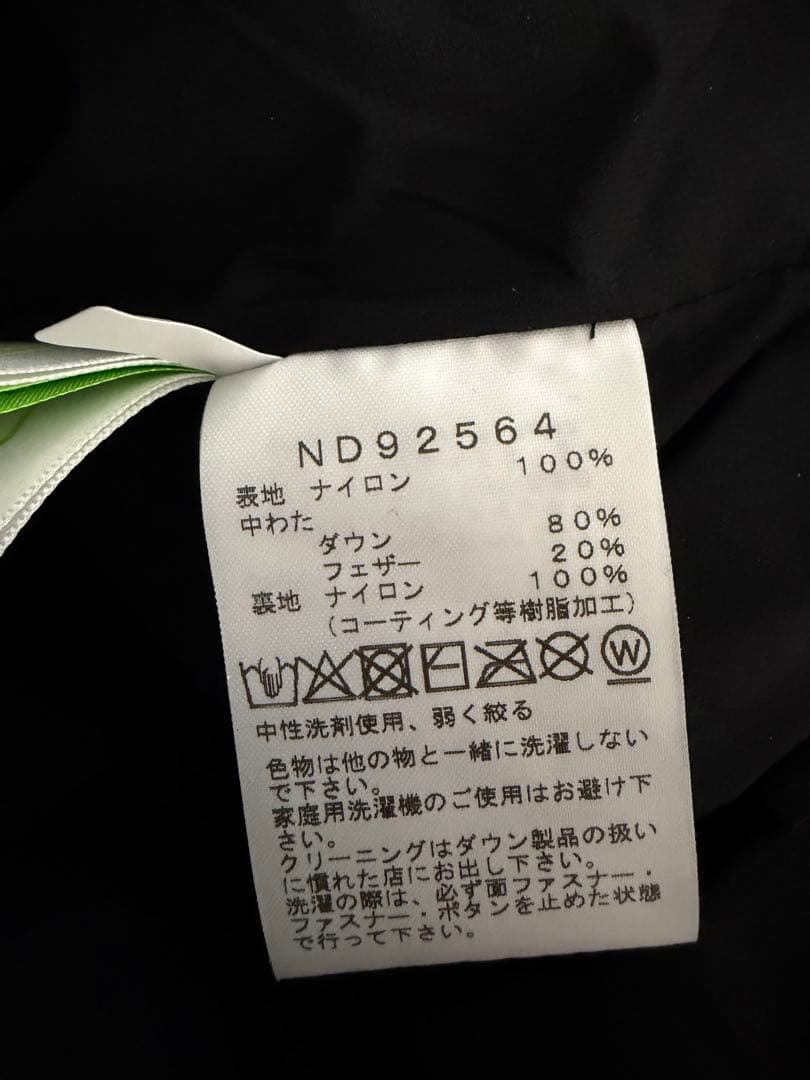 ND92564
表地 ナイロン 100%
中わた
ダウン 80%
フェザー 20%
裏地 ナイロン 100%
(コーティング等樹脂加工)
W
中性洗剤使用、弱く絞る
色物は他の物と一緒に洗濯しない
で下さい。
家庭用洗濯機のご使用はお避け下
さい。
クリーニングはダウン製品の扱い
に慣れた店にお出し下さい。
洗濯の際は、必ず面ファスナー・
ファスナー・ボタンを止めた状態
で行って下さい。